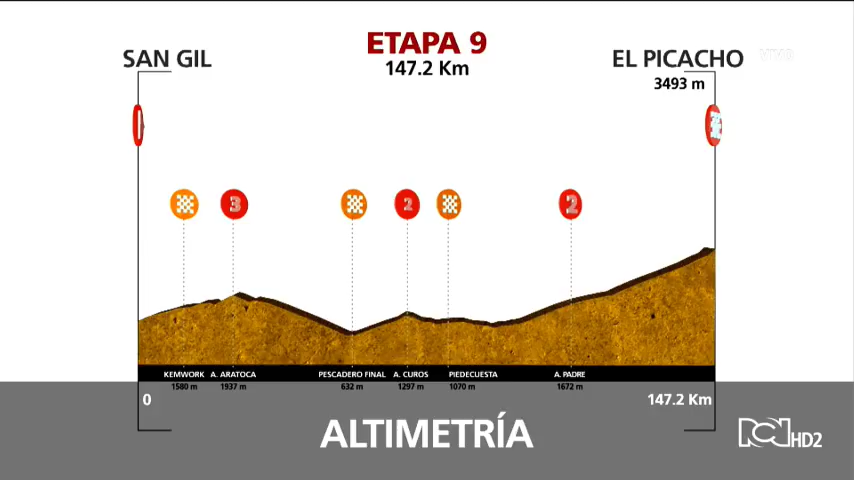 ETAPA 9
SAN GIL
147.2 Km
EL PICACHO
VIVO
3493 m
3
2
2
KEMWORK A. ARATOCA PESCADERO FINAL A. CUROS PIEDECUESTA A. PADRE
1580 m 1937 m 632 m 1297 m 1070 m 1672 m
0 147.2 Km
ALTIMETRÍA
RCN HD2